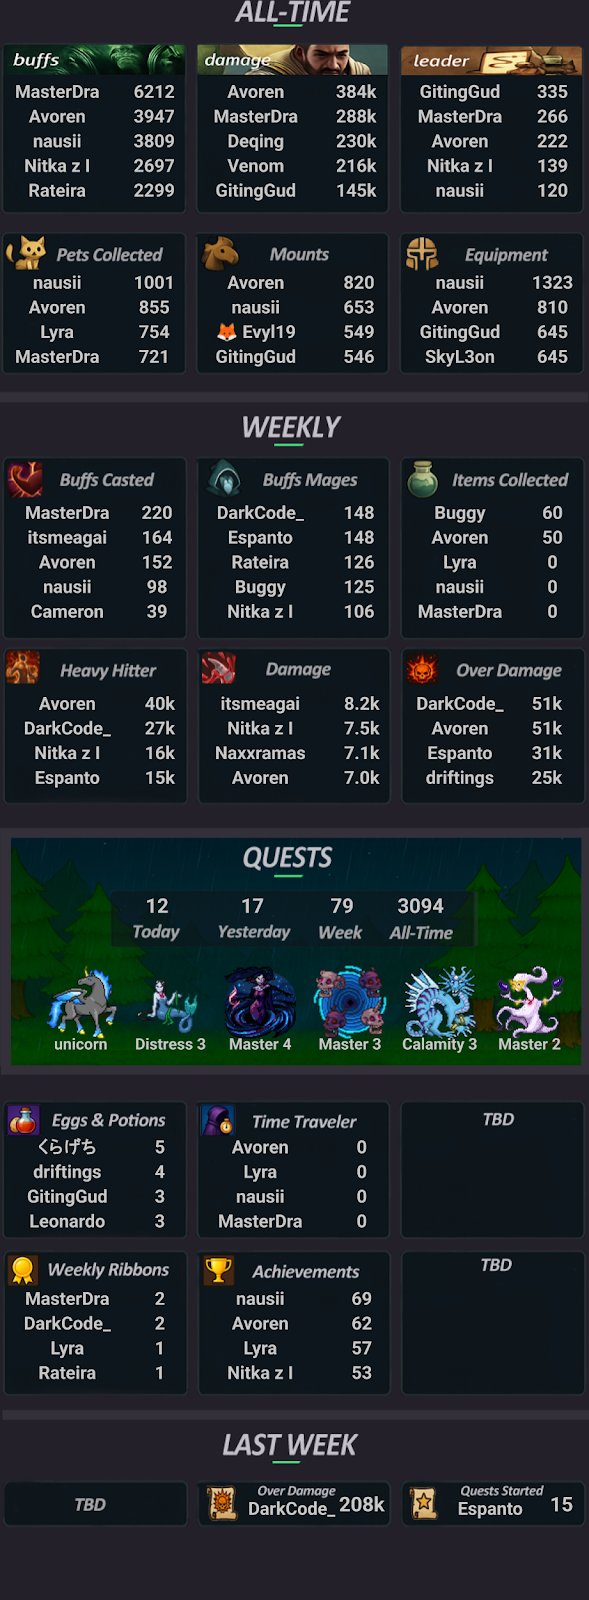 ALL-TIME
buffs
MasterDra 6212
Avoren 3947
nausii 3809
Nitka z l 2697
Rateira 2299
damage
Avoren 384k
MasterDra 288k
Deqing 230k
Venom 216k
GitingGud 145k
leader
GitingGud 335
MasterDra 266
Avoren 222
Nitka z l 139
nausii 120
Pets Collected
nausii 1001
Avoren 855
Lyra 754
MasterDra 721
Mounts
Avoren 820
nausii 653
🦊 Evyl19 549
GitingGud 546
Equipment
nausii 1323
Avoren 810
GitingGud 645
SkyL3on 645
WEEKLY
Buffs Casted
MasterDra 220
itsmeagai 164
Avoren 152
nausii 98
Cameron 39
Buffs Mages
DarkCode_ 148
Espanto 148
Rateira 126
Buggy 125
Nitka z l 106
Items Collected
Buggy 60
Avoren 50
Lyra 0
nausii 0
MasterDra 0
Heavy Hitter
Avoren 40k
DarkCode_ 27k
Nitka z l 16k
Espanto 15k
Damage
itsmeagai 8.2k
Nitka z l 7.5k
Naxxramas 7.1k
Avoren 7.0k
Over Damage
DarkCode_ 51k
Avoren 51k
Espanto 31k
driftings 25k
QUESTS
12 17 79 3094
Today Yesterday Week All-Time
unicorn Distress 3 Master 4 Master 3 Calamity 3 Master 2
Eggs & Potions
くらげち 5
driftings 4
GitingGud 3
Leonardo 3
Time Traveler
Avoren 0
Lyra 0
nausii 0
MasterDra 0
TBD
Weekly Ribbons
MasterDra 2
DarkCode_ 2
Lyra 1
Rateira 1
Achievements
nausii 69
Avoren 62
Lyra 57
Nitka z l 53
TBD
LAST WEEK
TBD
Over Damage
DarkCode_ 208k
Quests Started
Espanto 15